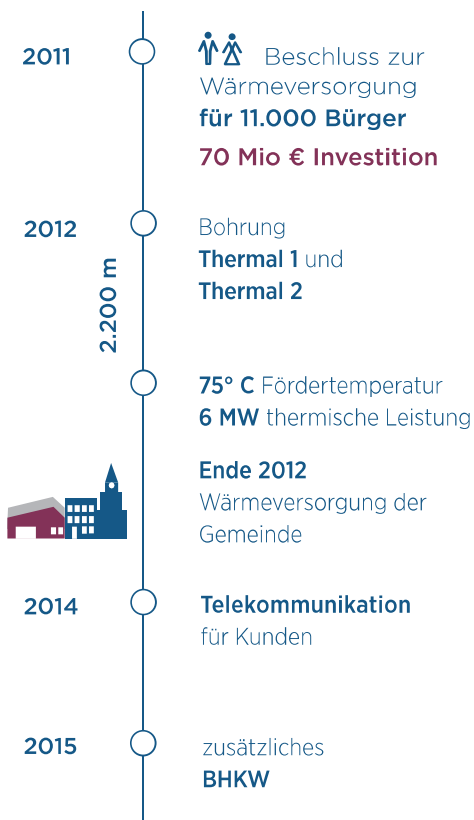 2011
Beschluss zur
Wärmeversorgung
für 11.000 Bürger
70 Mio € Investition
2012
Bohrung
Thermal 1 und
Thermal 2
2.200 m
75° C Fördertemperatur
6 MW thermische Leistung
Ende 2012
Wärmeversorgung der
Gemeinde
2014
Telekommunikation
für Kunden
2015
zusätzliches
BHKW